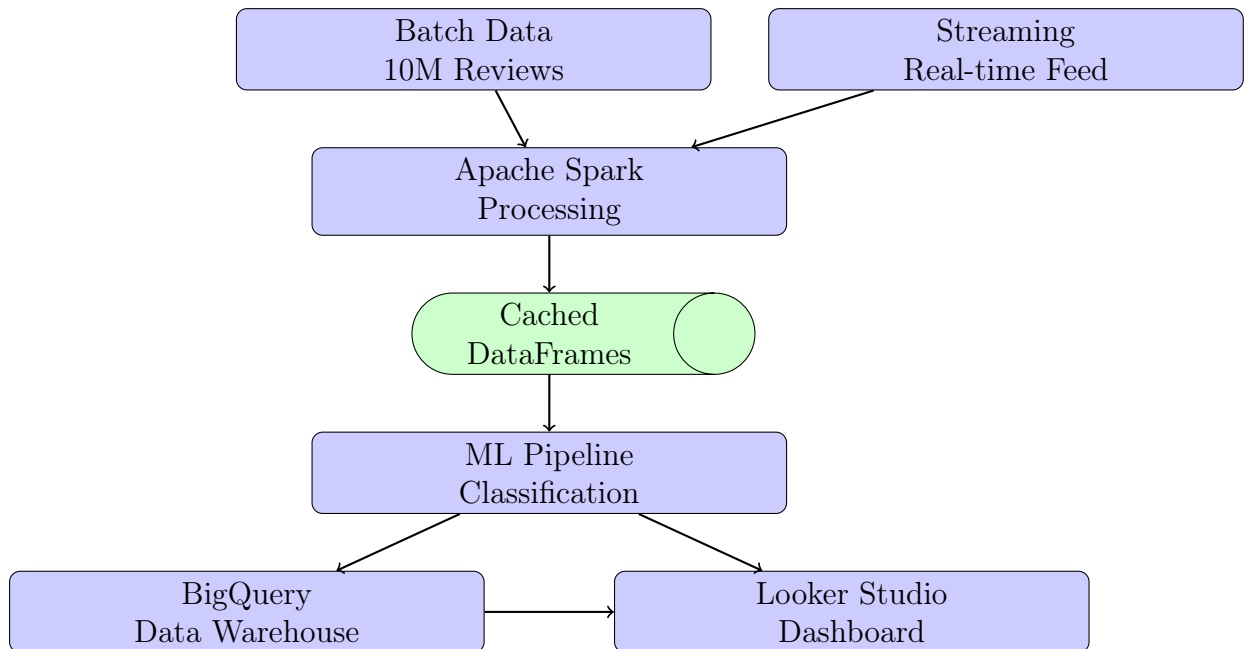 Batch Data
10M Reviews
Streaming
Real-time Feed
Apache Spark
Processing
Cached
DataFrames
ML Pipeline
Classification
BigQuery
Data Warehouse
Looker Studio
Dashboard